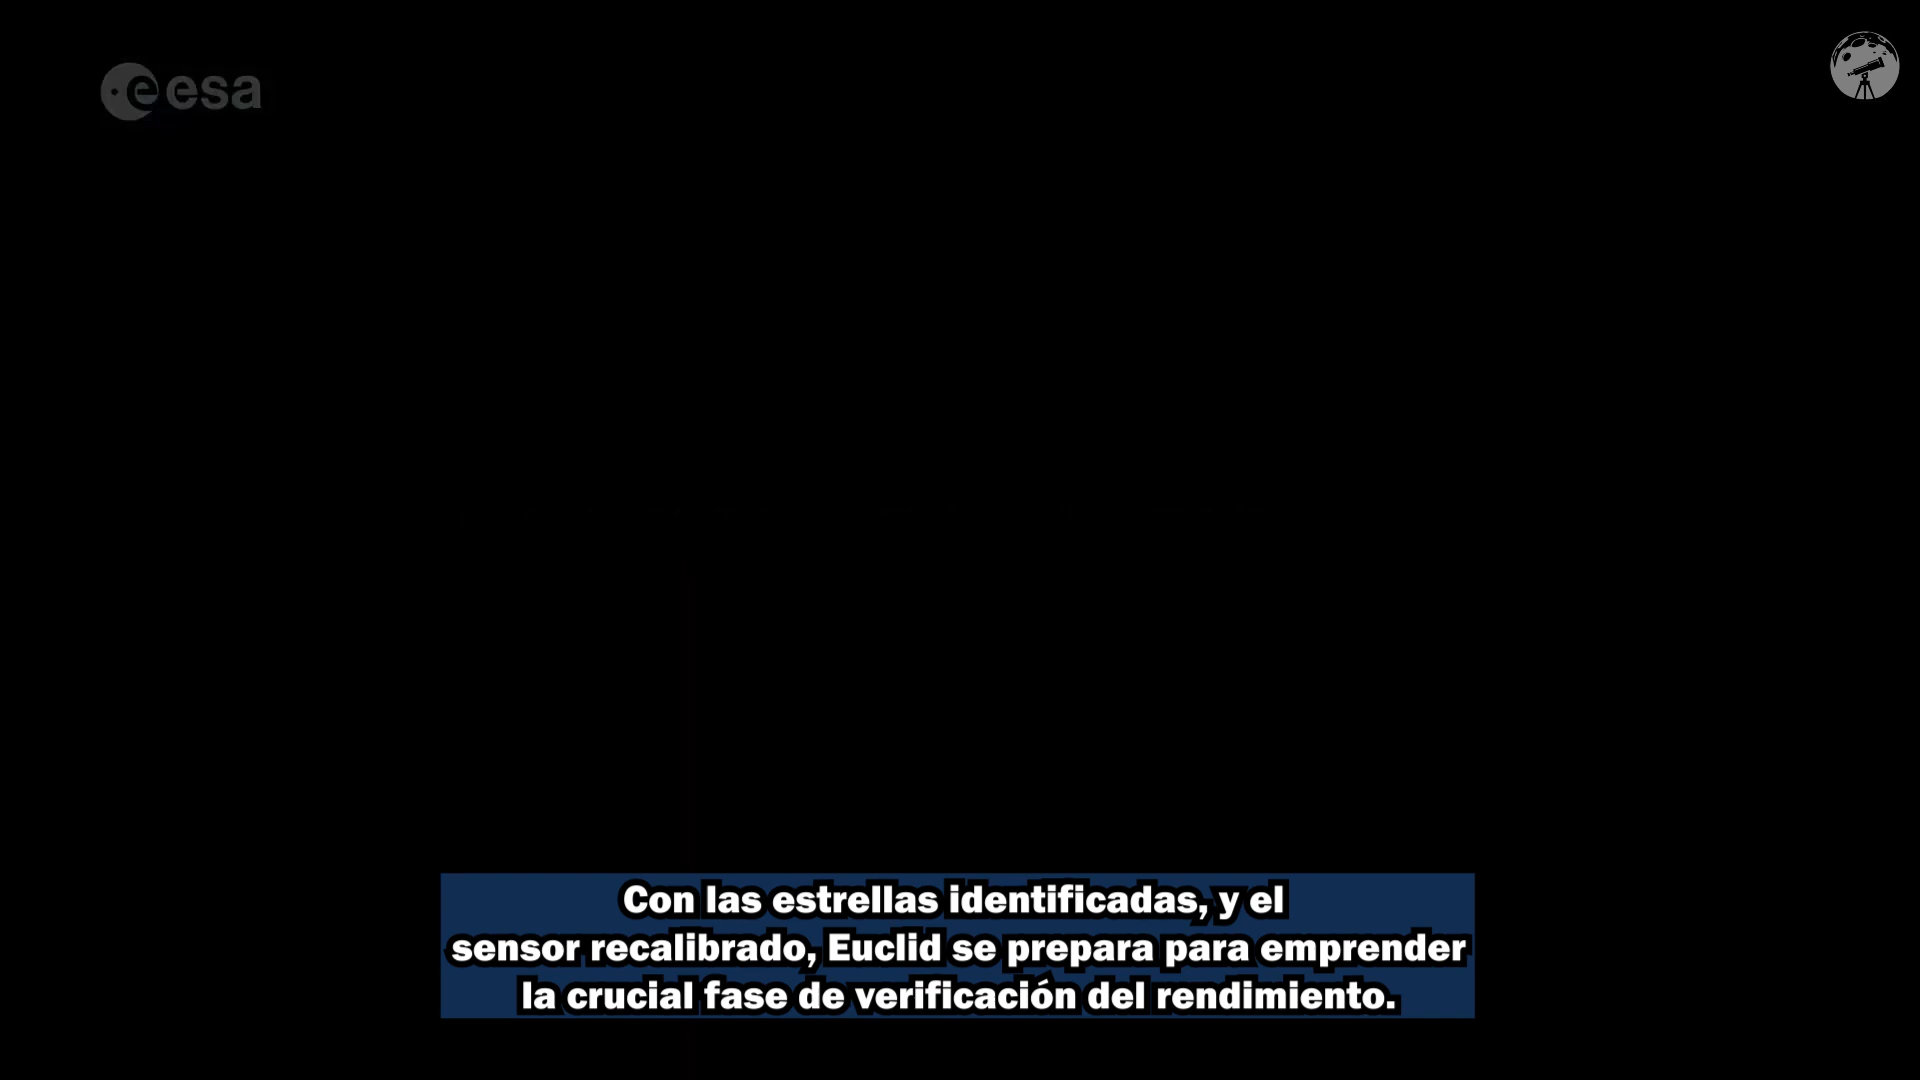 esa
Con las estrellas identificadas, y el
sensor recalibrado, Euclid se prepara para emprender
la crucial fase de verificación del rendimiento.